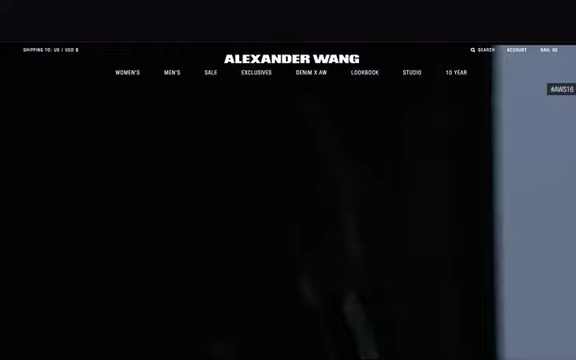 SHIPPING TO: US | USD $
SEARCH
ACCOUNT
BAG: 00
ALEXANDER WANG
WOMEN'S
MEN'S
SALE
EXCLUSIVES
DENIM X AW
LOOKBOOK
STUDIO
10 YEAR
#AWS16